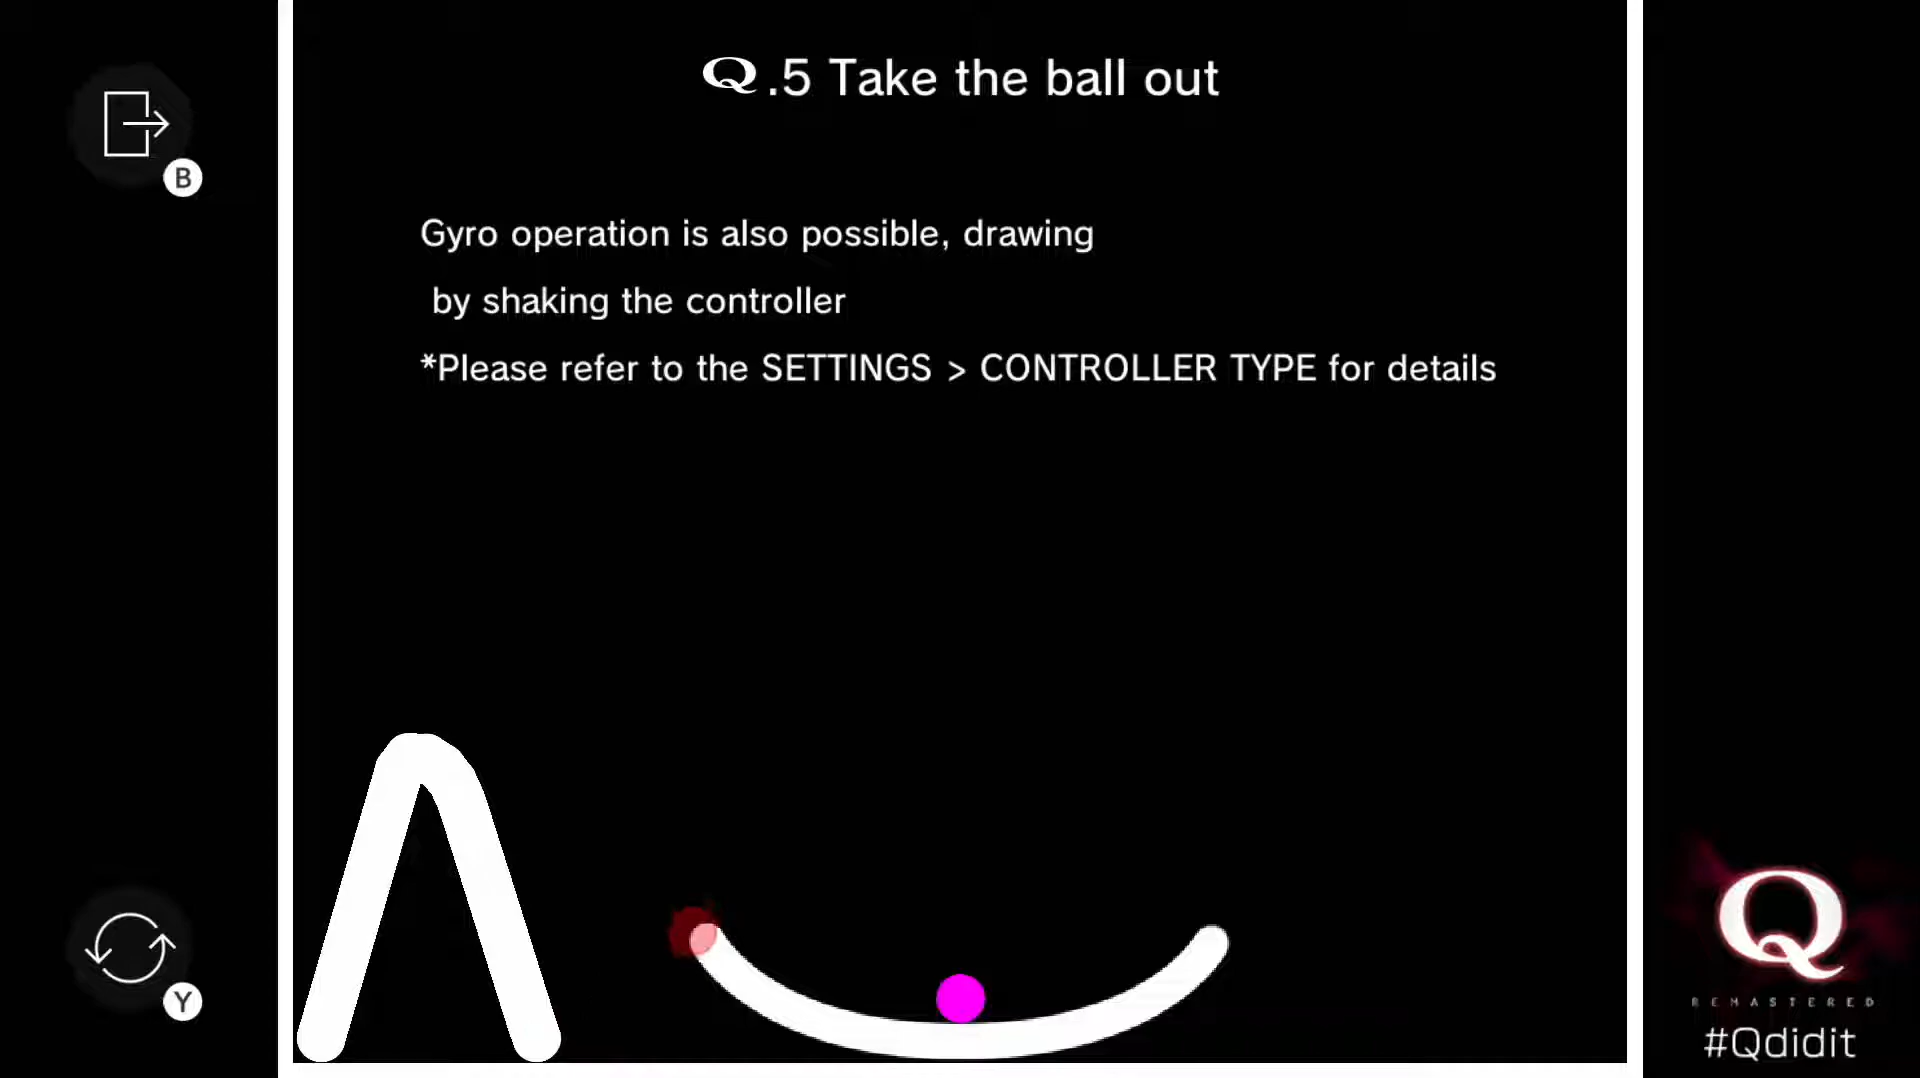 Q.5 Take the ball out
Gyro operation is also possible, drawing
by shaking the controller
*Please refer to the SETTINGS > CONTROLLER TYPE for details
B
Y
Q
REMASTERED
#Qdidit